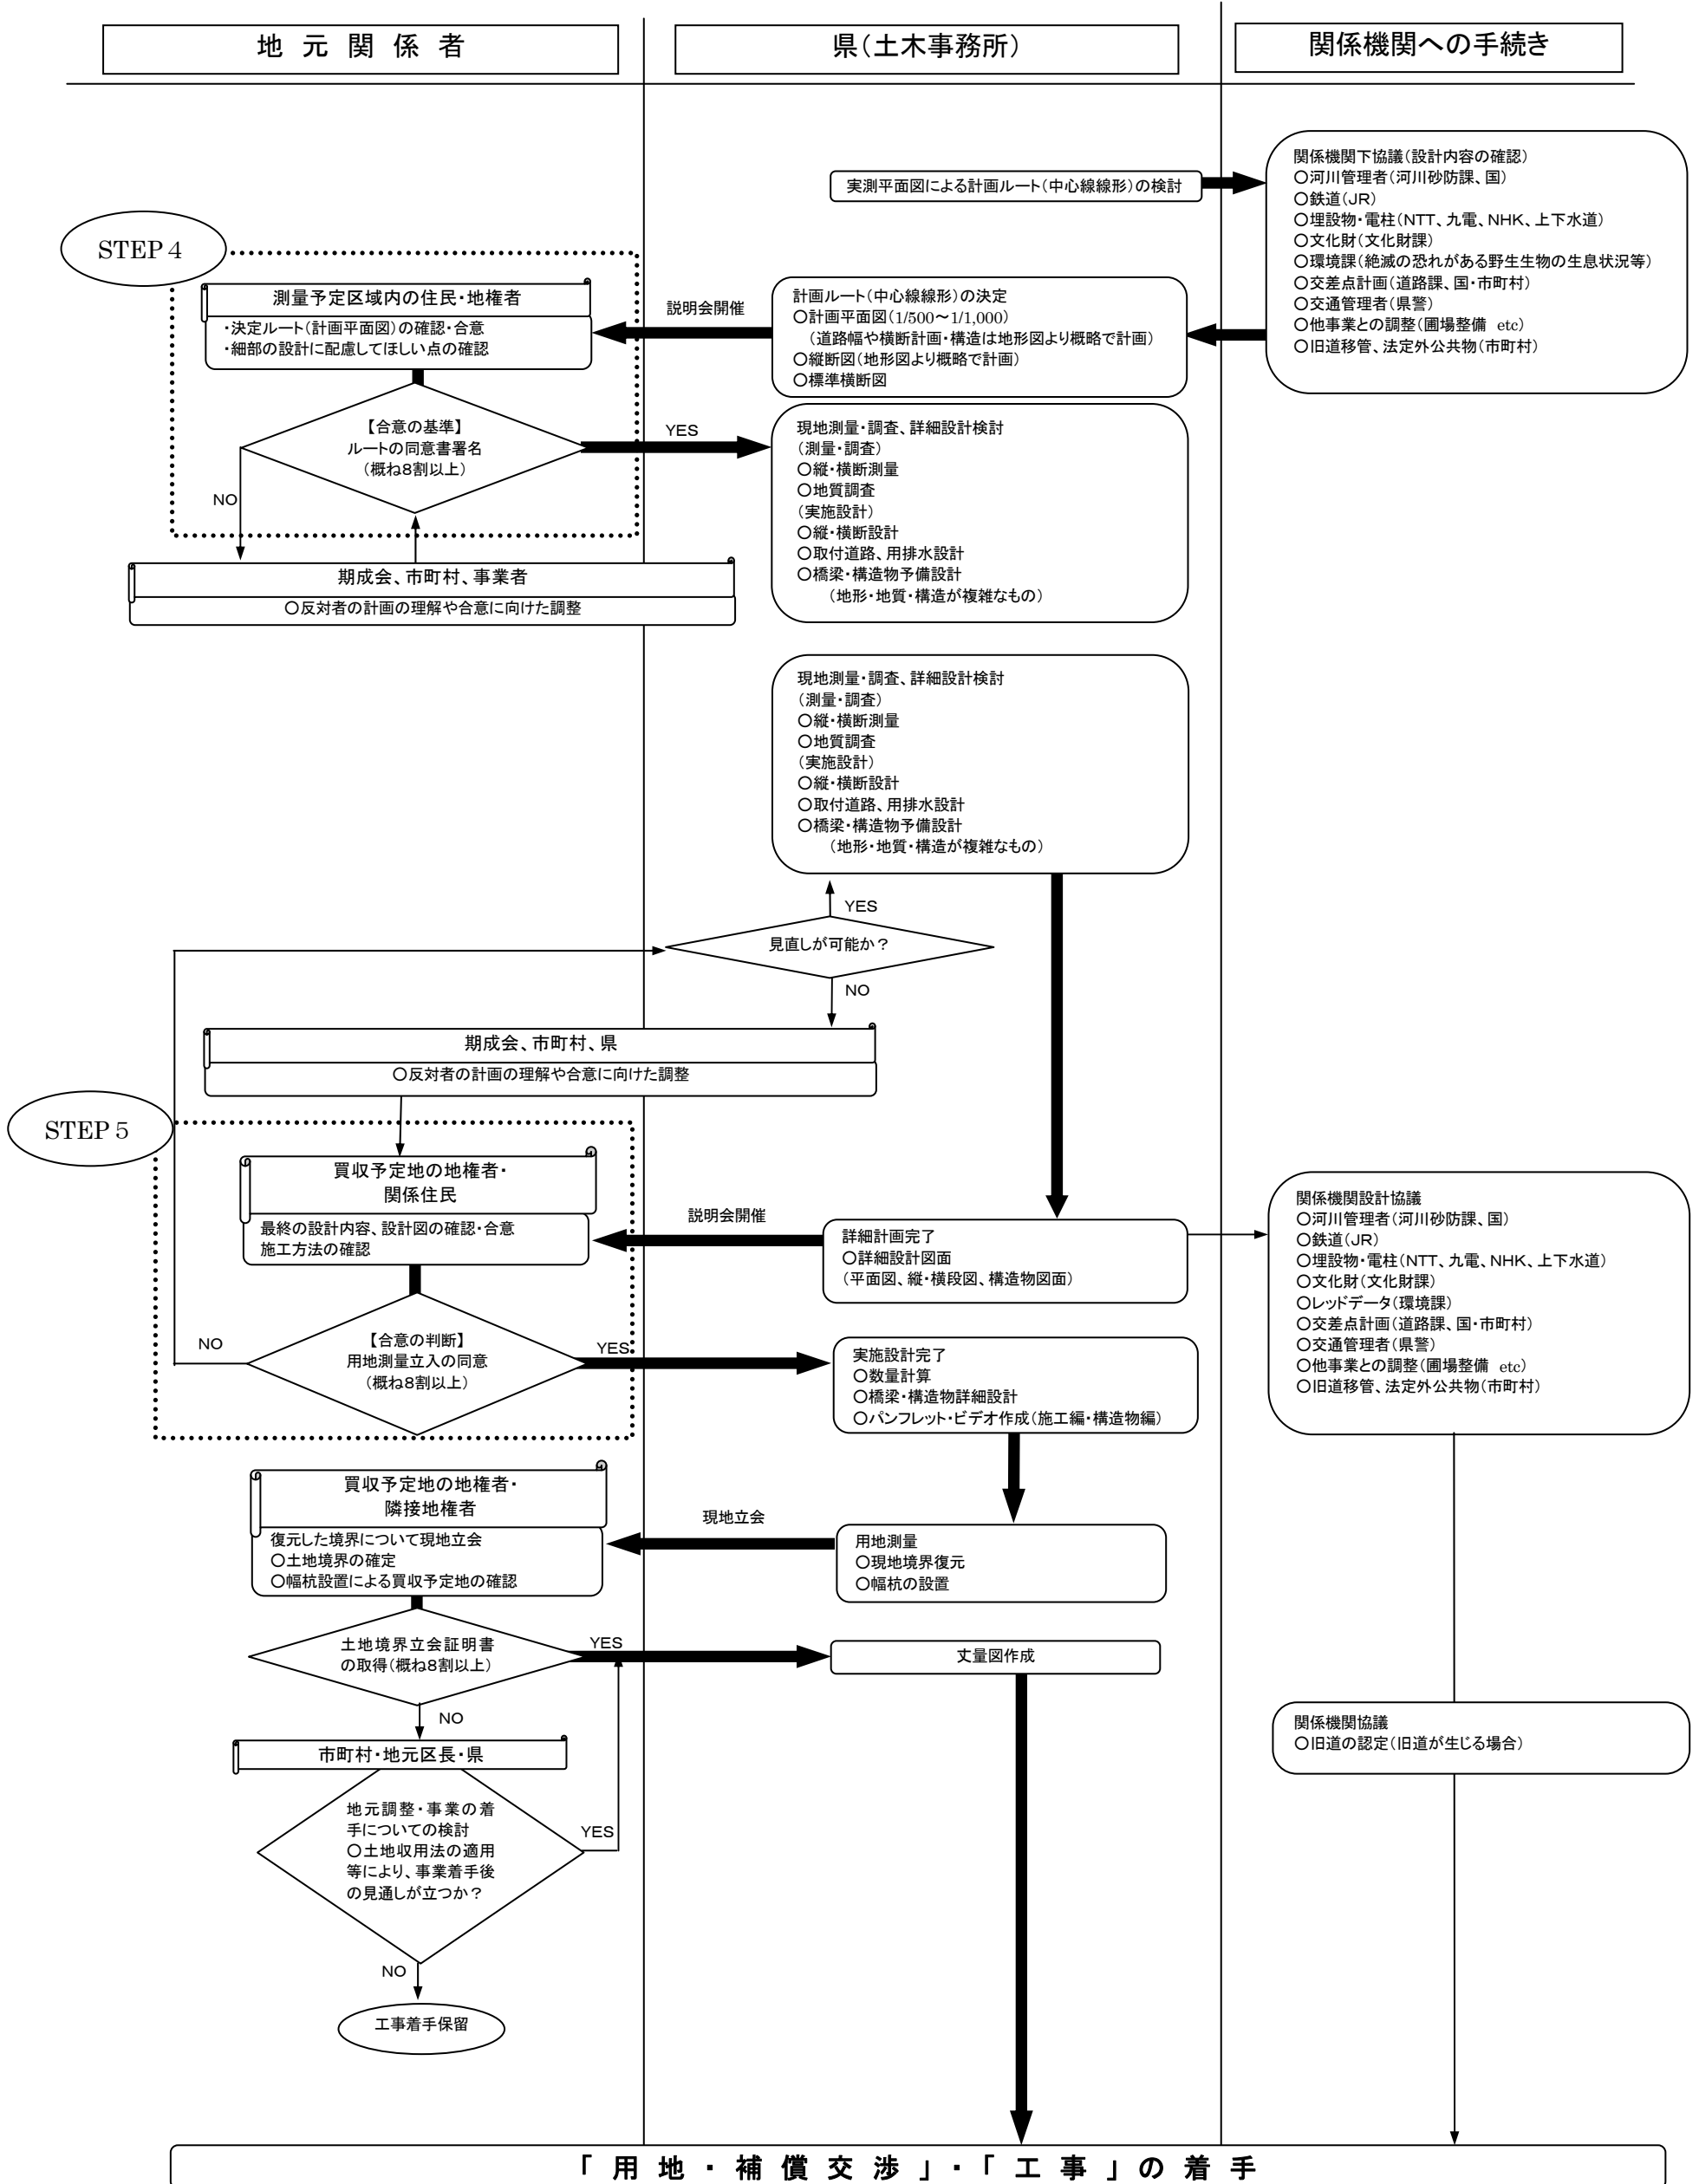 地 元 関 係 者
県（土木事務所）
関係機関への手続き
実測平面図による計画ルート（中心線線形）の検討
関係機関下協議（設計内容の確認）
〇河川管理者（河川砂防課、国）
〇鉄道（ＪＲ）
〇埋設物・電柱（NTT、九電、NHK、上下水道）
〇文化財（文化財課）
〇環境課（絶滅の恐れがある野生生物の生息状況等）
〇交差点計画（道路課、国・市町村）
〇交通管理者（県警）
〇他事業との調整（圃場整備 etc）
〇旧道移管、法定外公共物（市町村）
STEP４
測量予定区域内の住民・地権者
・決定ルート（計画平面図）の確認・合意
・細部の設計に配慮してほしい点の確認
説明会開催
計画ルート（中心線線形）の決定
〇計画平面図（1/500～1/1,000）
（道路幅や横断計画・構造は地形図より概略で計画）
〇縦断図（地形図より概略で計画）
〇標準横断図
【合意の基準】
ルートの同意書署名
（概ね８割以上）
YES
NO
現地測量・調査、詳細設計検討
（測量・調査）
〇縦・横断測量
〇地質調査
（実施設計）
〇縦・横断設計
〇取付道路、用排水設計
〇橋梁・構造物予備設計
（地形・地質・構造が複雑なもの）
期成会、市町村、事業者
〇反対者の計画の理解や合意に向けた調整
現地測量・調査、詳細設計検討
（測量・調査）
〇縦・横断測量
〇地質調査
（実施設計）
〇縦・横断設計
〇取付道路、用排水設計
〇橋梁・構造物予備設計
（地形・地質・構造が複雑なもの）
YES
見直しが可能か？
NO
期成会、市町村、県
〇反対者の計画の理解や合意に向けた調整
STEP５
買収予定地の地権者・
関係住民
最終の設計内容、設計図の確認・合意
施工方法の確認
説明会開催
詳細計画完了
〇詳細設計図面
（平面図、縦・横段図、構造物図面）
関係機関設計協議
〇河川管理者（河川砂防課、国）
〇鉄道（ＪＲ）
〇埋設物・電柱（NTT、九電、NHK、上下水道）
〇文化財（文化財課）
〇レッドデータ（環境課）
〇交差点計画（道路課、国・市町村）
〇交通管理者（県警）
〇他事業との調整（圃場整備 etc）
〇旧道移管、法定外公共物（市町村）
NO
【合意の判断】
用地測量立入の同意
（概ね８割以上）
YES
実施設計完了
〇数量計算
〇橋梁・構造物詳細設計
〇パンフレット・ビデオ作成（施工編・構造物編）
買収予定地の地権者・
隣接地権者
復元した境界について現地立会
〇土地境界の確定
〇幅杭設置による買収予定地の確認
現地立会
用地測量
〇現地境界復元
〇幅杭の設置
土地境界立会証明書
の取得（概ね８割以上）
YES
丈量図作成
NO
市町村・地元区長・県
地元調整・事業の着
手についての検討
〇土地収用法の適用
等により、事業着手後
の見通しが立つか？
YES
NO
工事着手保留
関係機関協議
〇旧道の認定（旧道が生じる場合）
「 用 地 ・ 補 償 交 渉 」・「 工 事 」 の 着 手